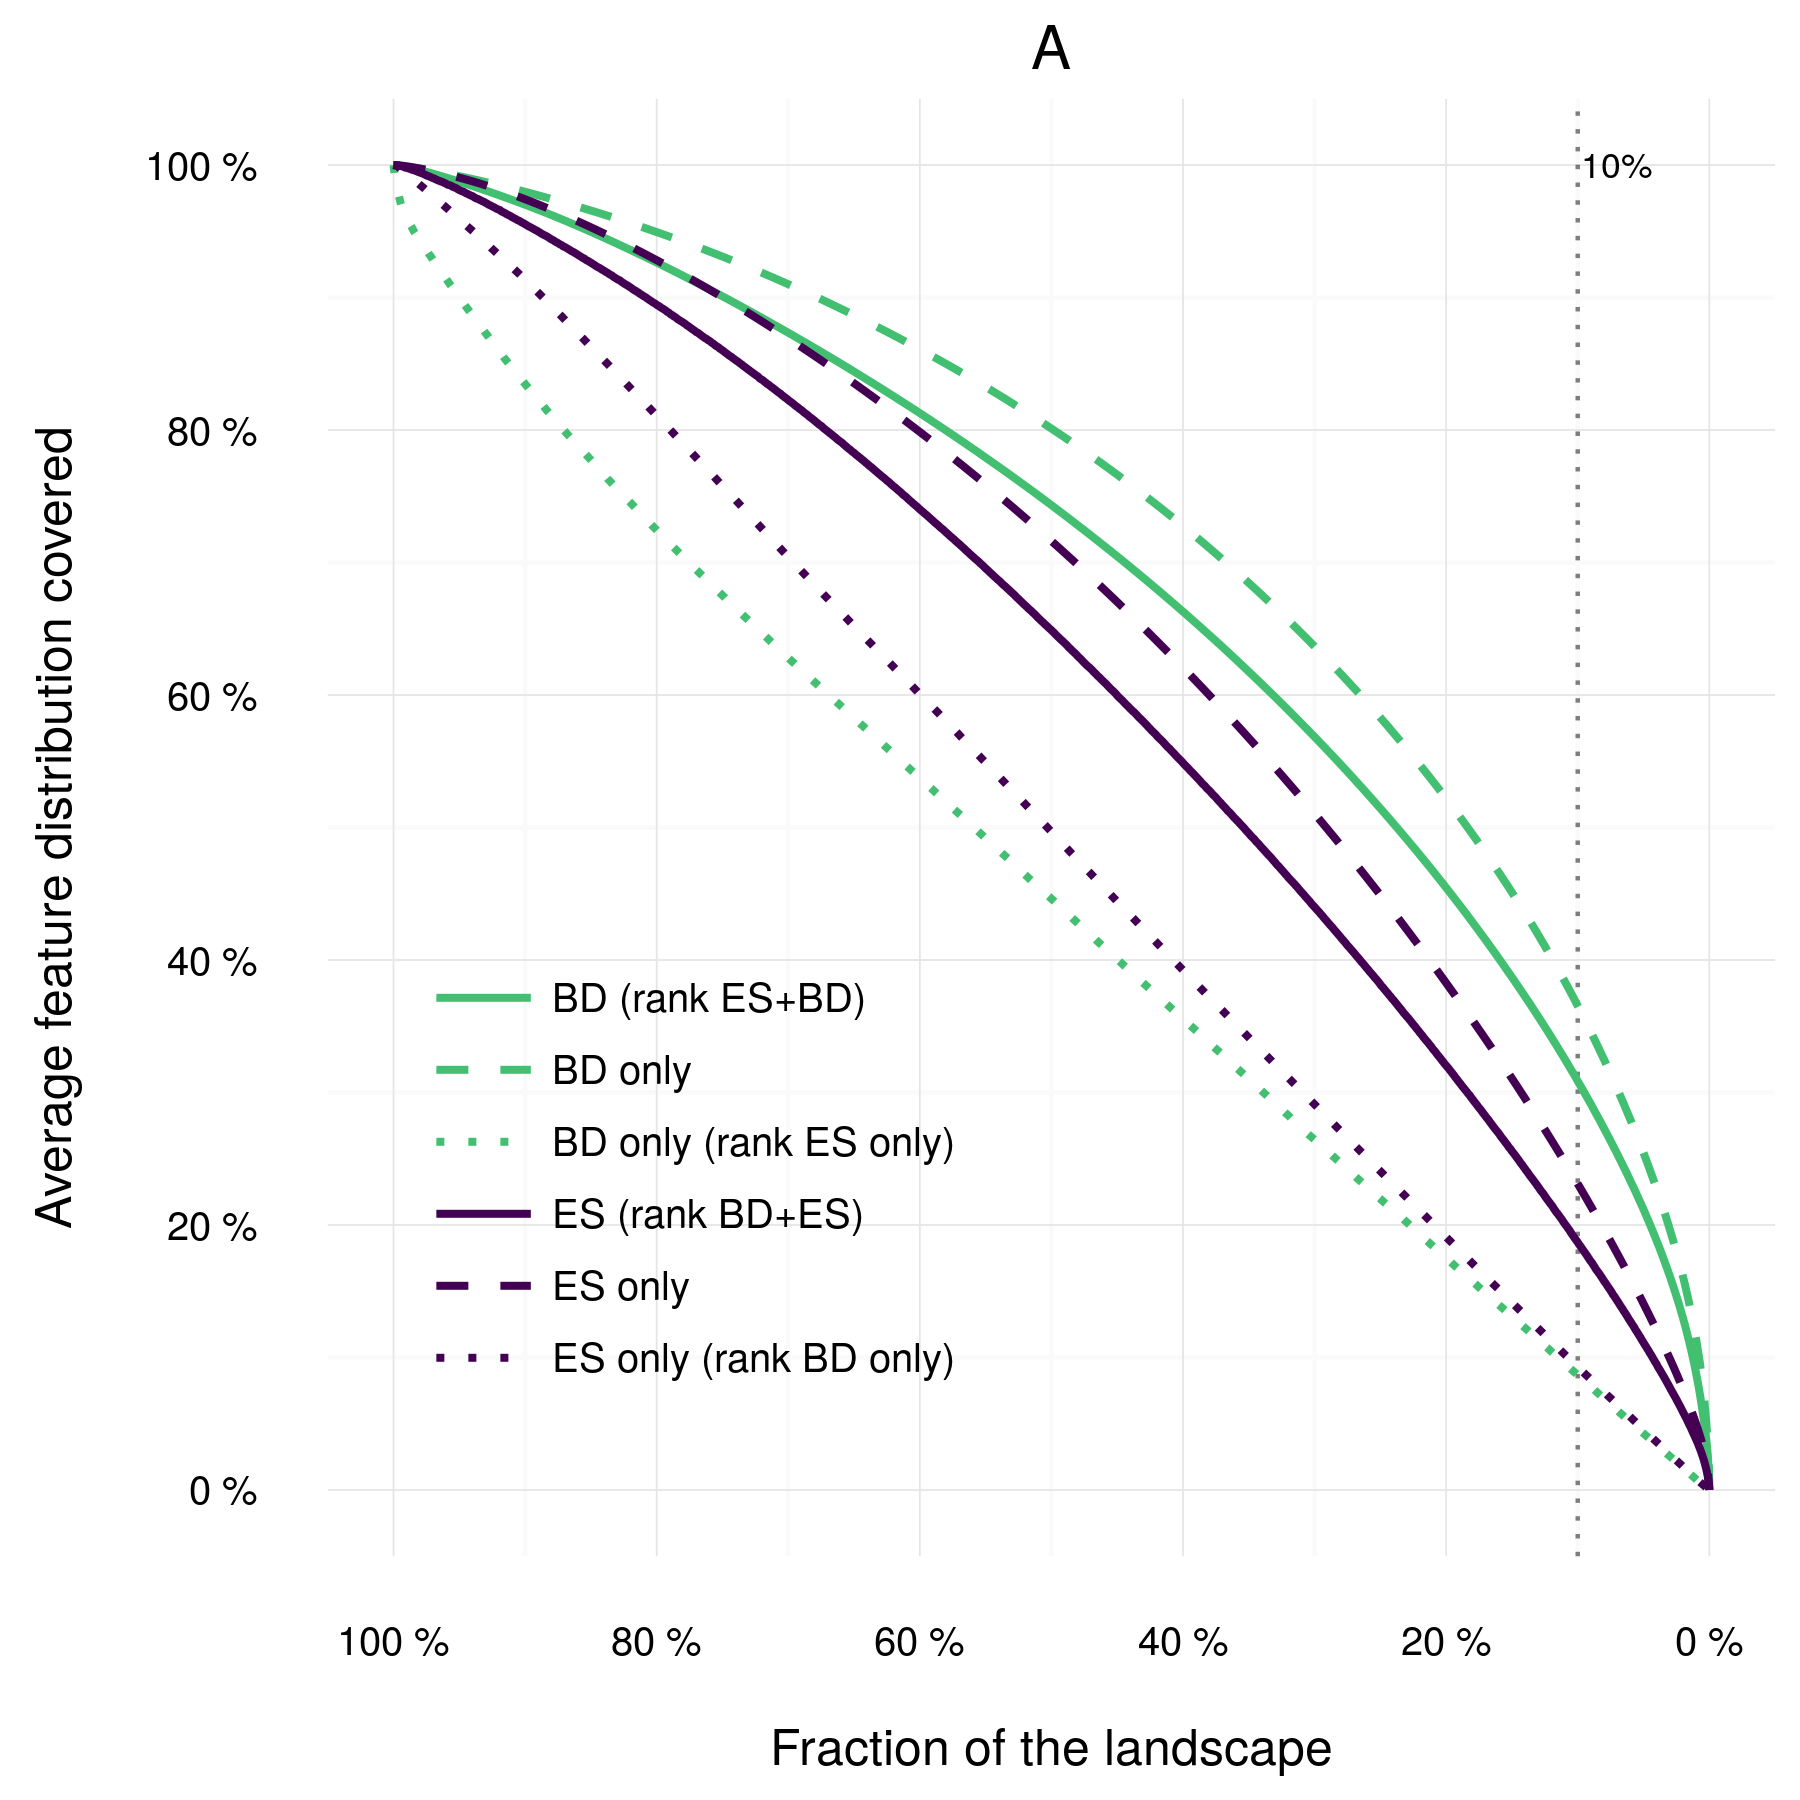 A
Average feature distribution covered
100 %
80 %
60 %
40 %
20 %
0 %
10%
BD (rank ES+BD)
BD only
BD only (rank ES only)
ES (rank BD+ES)
ES only
ES only (rank BD only)
100 % 80 % 60 % 40 % 20 % 0 %
Fraction of the landscape